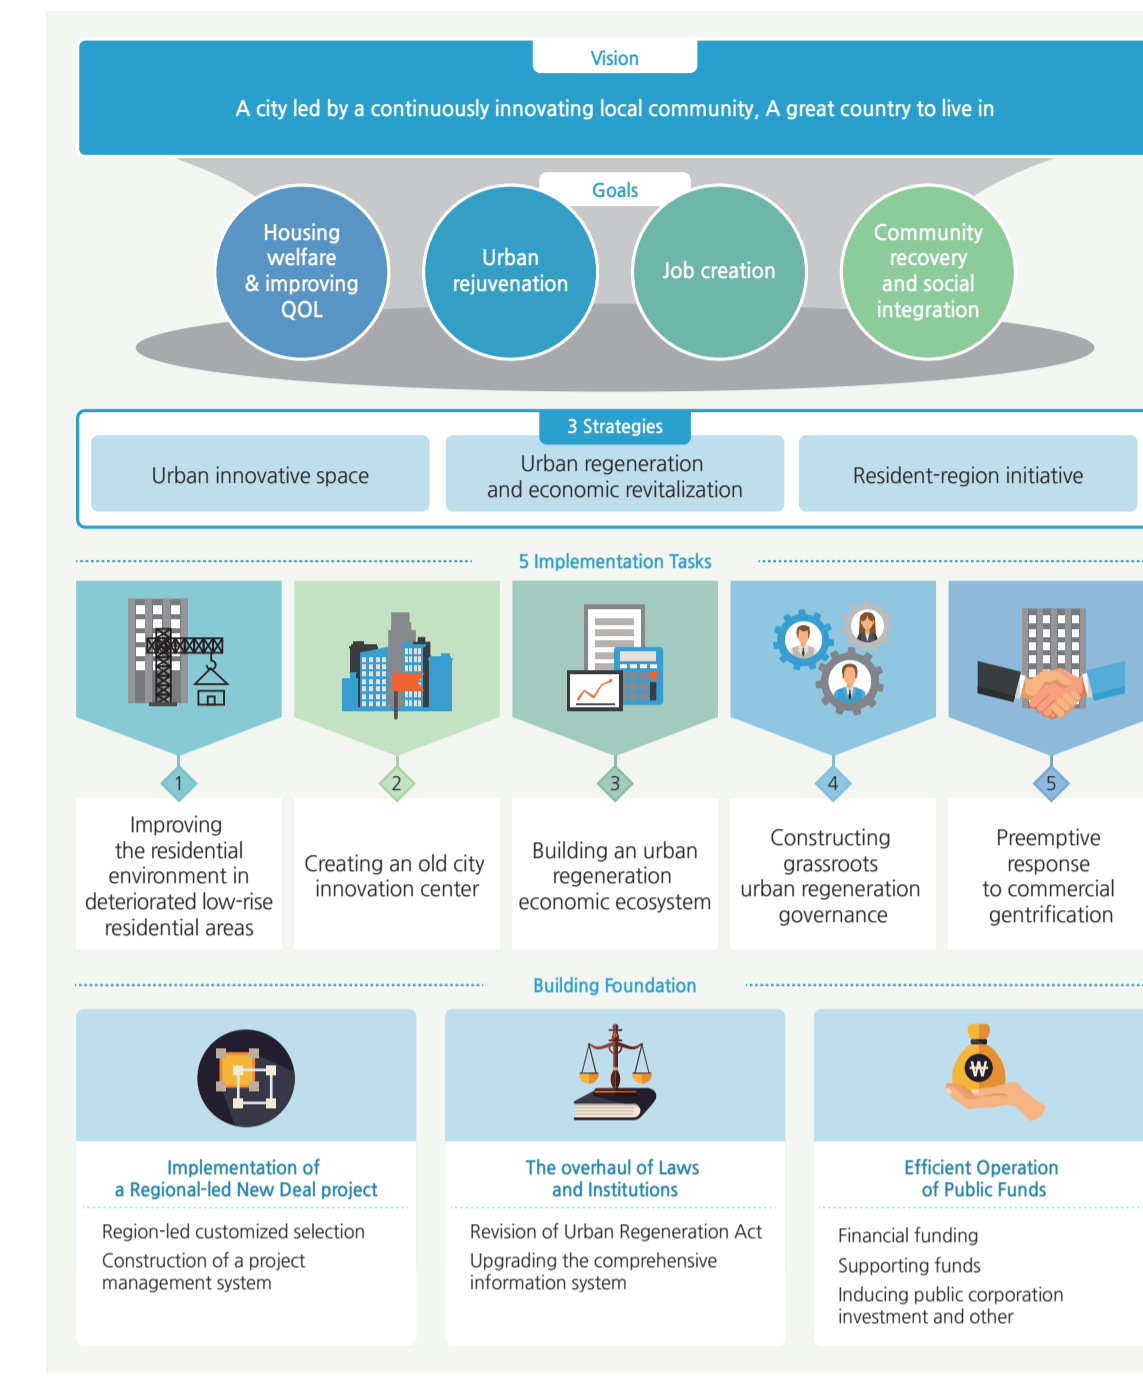 Vision
A city led by a continuously innovating local community, A great country to live in
Goals
Housing
welfare
& improving
QOL
Urban
rejuvenation
Job creation
Community
recovery
and social
integration
3 Strategies
Urban innovative space
Urban regeneration
and economic revitalization
Resident-region initiative
5 Implementation Tasks
1
Improving
the residential
environment in
deteriorated low-rise
residential areas
2
Creating an old city
innovation center
3
Building an urban
regeneration
economic ecosystem
4
Constructing
grassroots
urban regeneration
governance
5
Preemptive
response
to commercial
gentrification
Building Foundation
Implementation of
a Regional-led New Deal project
Region-led customized selection
Construction of a project
management system
The overhaul of Laws
and Institutions
Revision of Urban Regeneration Act
Upgrading the comprehensive
information system
₩
Efficient Operation
of Public Funds
Financial funding
Supporting funds
Inducing public corporation
investment and other